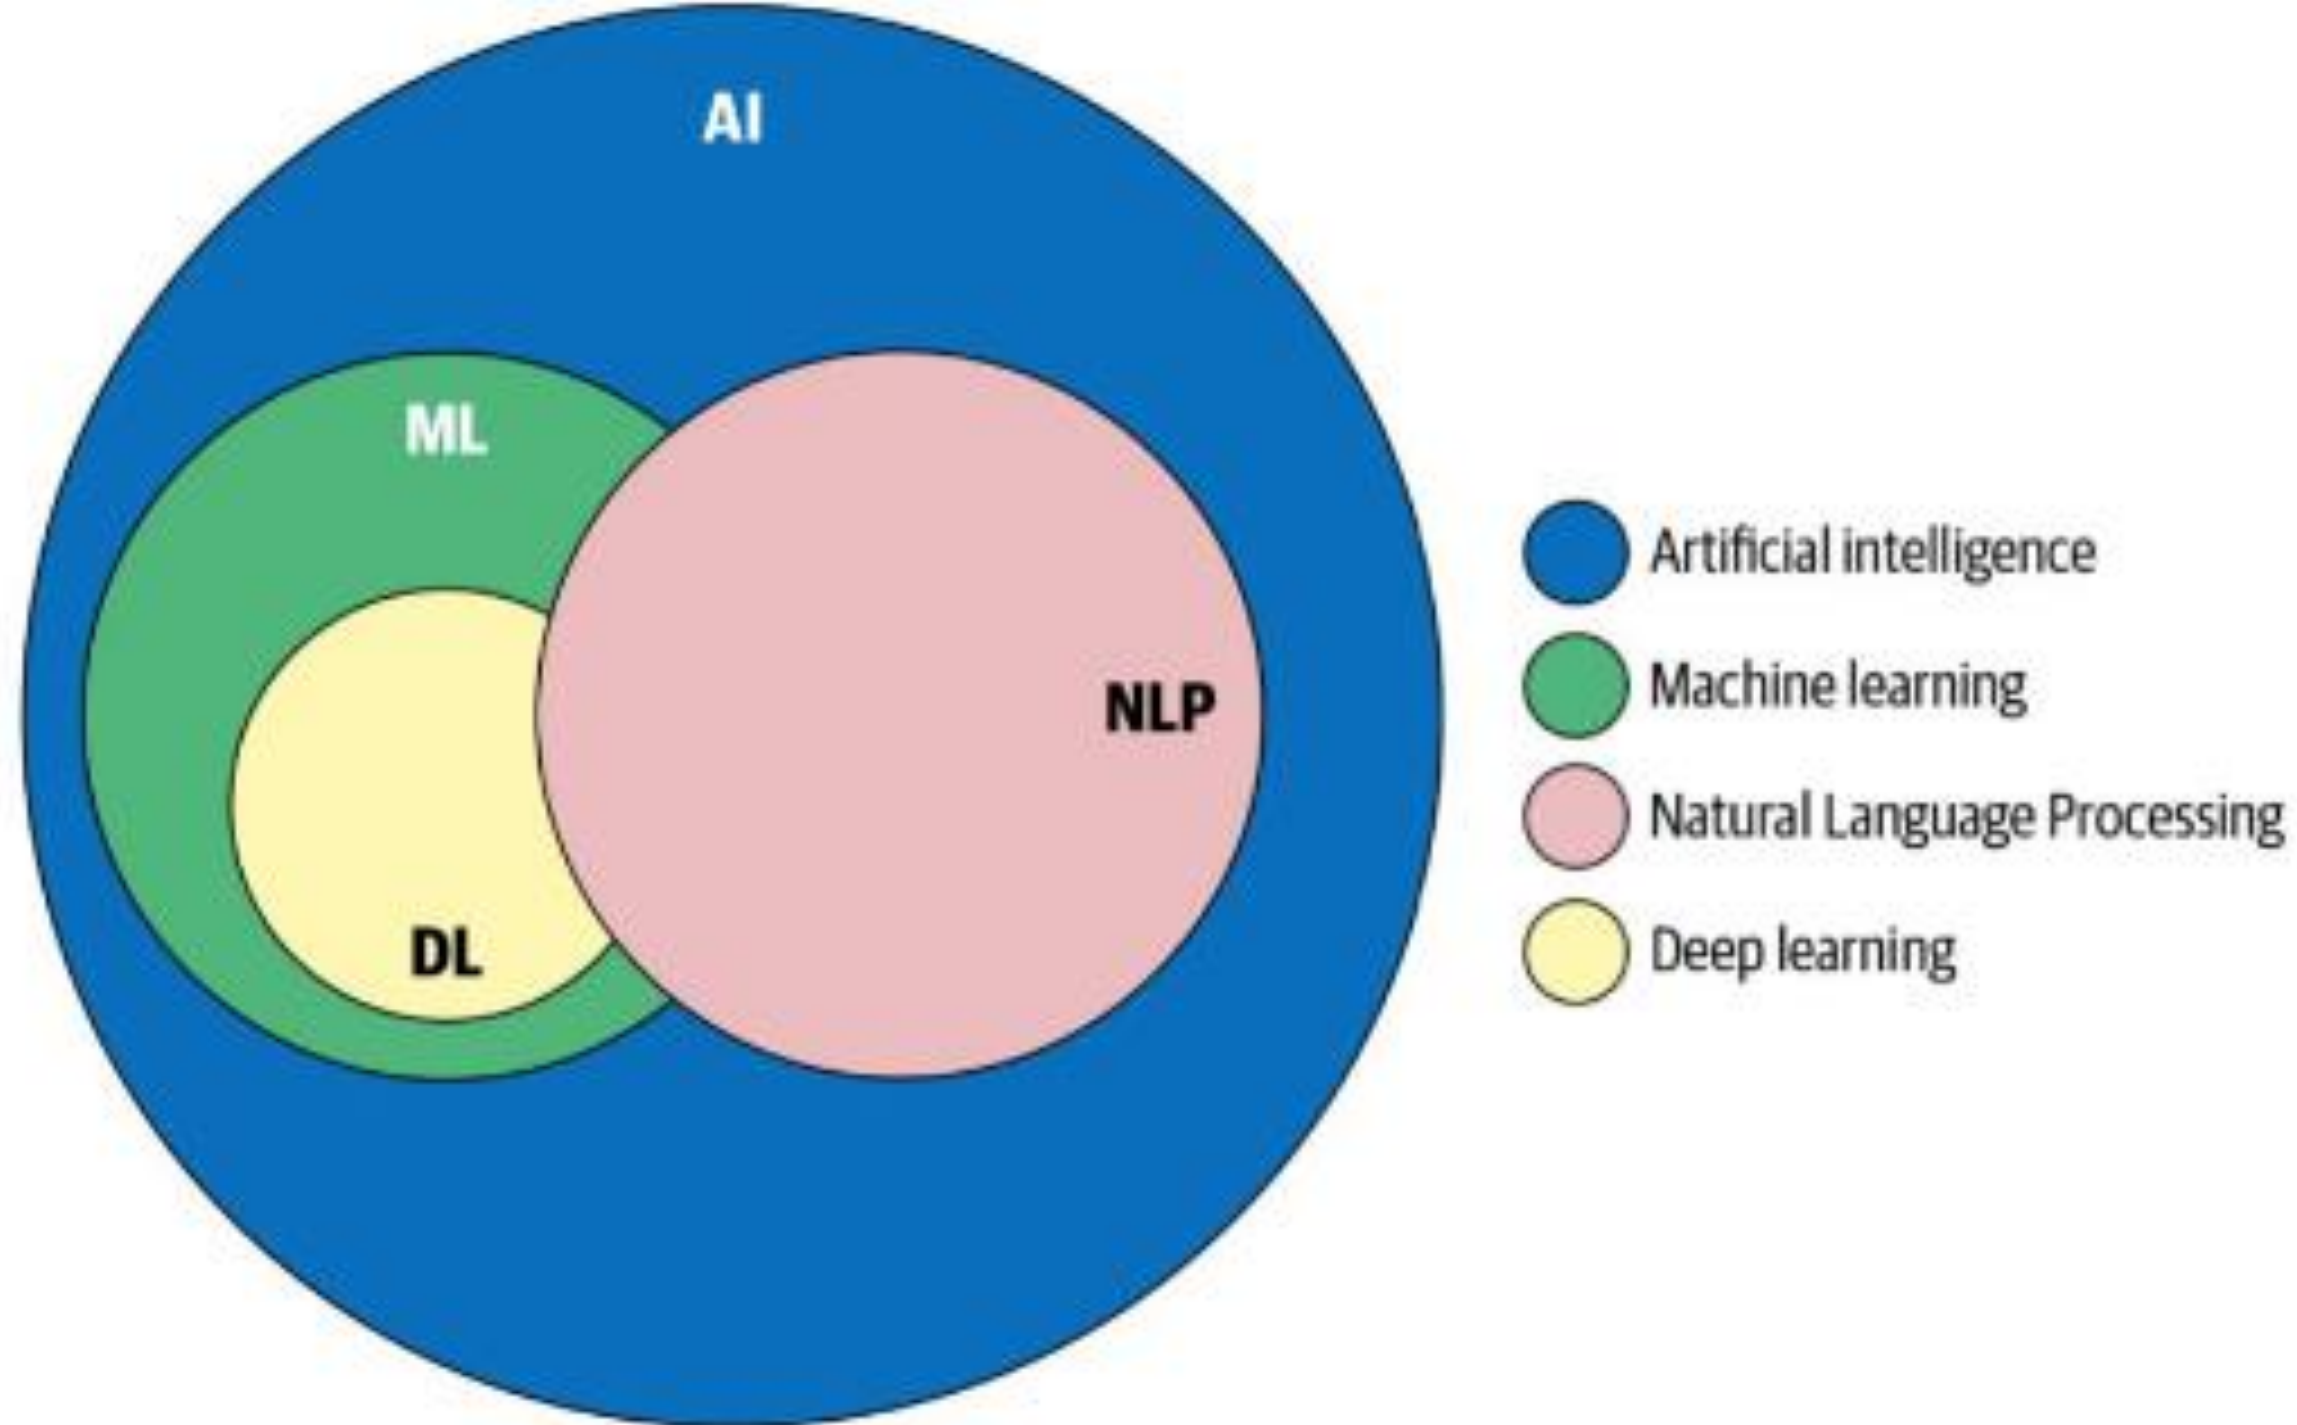 AI
ML
NLP
DL
Artificial intelligence
Machine learning
Natural Language Processing
Deep learning